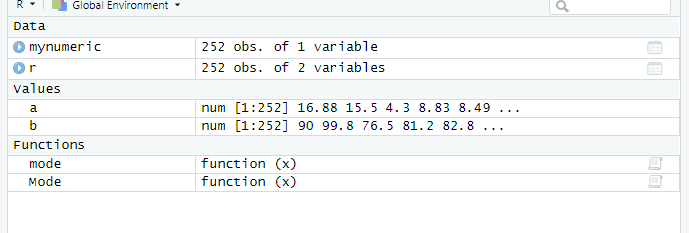 R Global Environment
Data
mynumeric 252 obs. of 1 variable
r 252 obs. of 2 variables
Values
a num [1:252] 16.88 15.5 4.3 8.83 8.49 ...
b num [1:252] 90 99.8 76.5 81.2 82.8 ...
Functions
mode function (x)
Mode function (x)